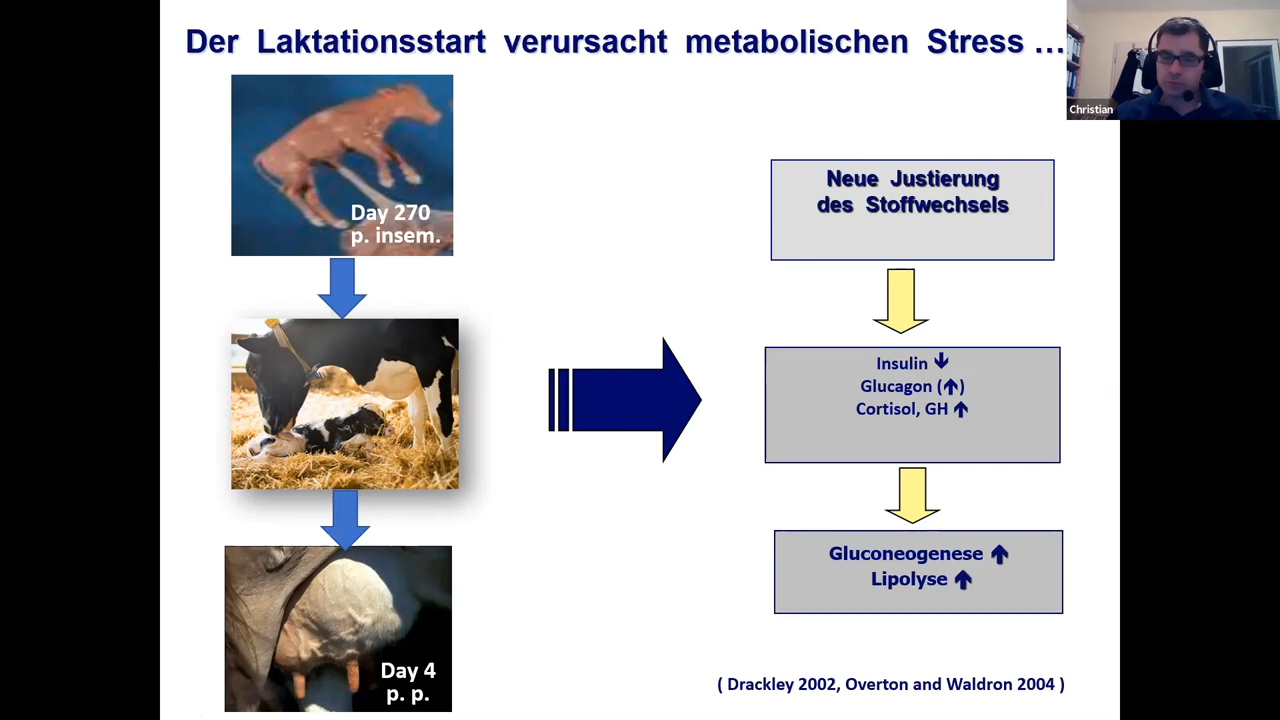 Der Laktationsstart verursacht metabolischen Stress ...
Christian
Day 270
p. insem.
Day 4
p. p.
Neue Justierung
des Stoffwechsels
Insulin ↓
Glucagon (↑)
Cortisol, GH ↑
Gluconeogenese ↑
Lipolyse ↑
( Drackley 2002, Overton and Waldron 2004 )